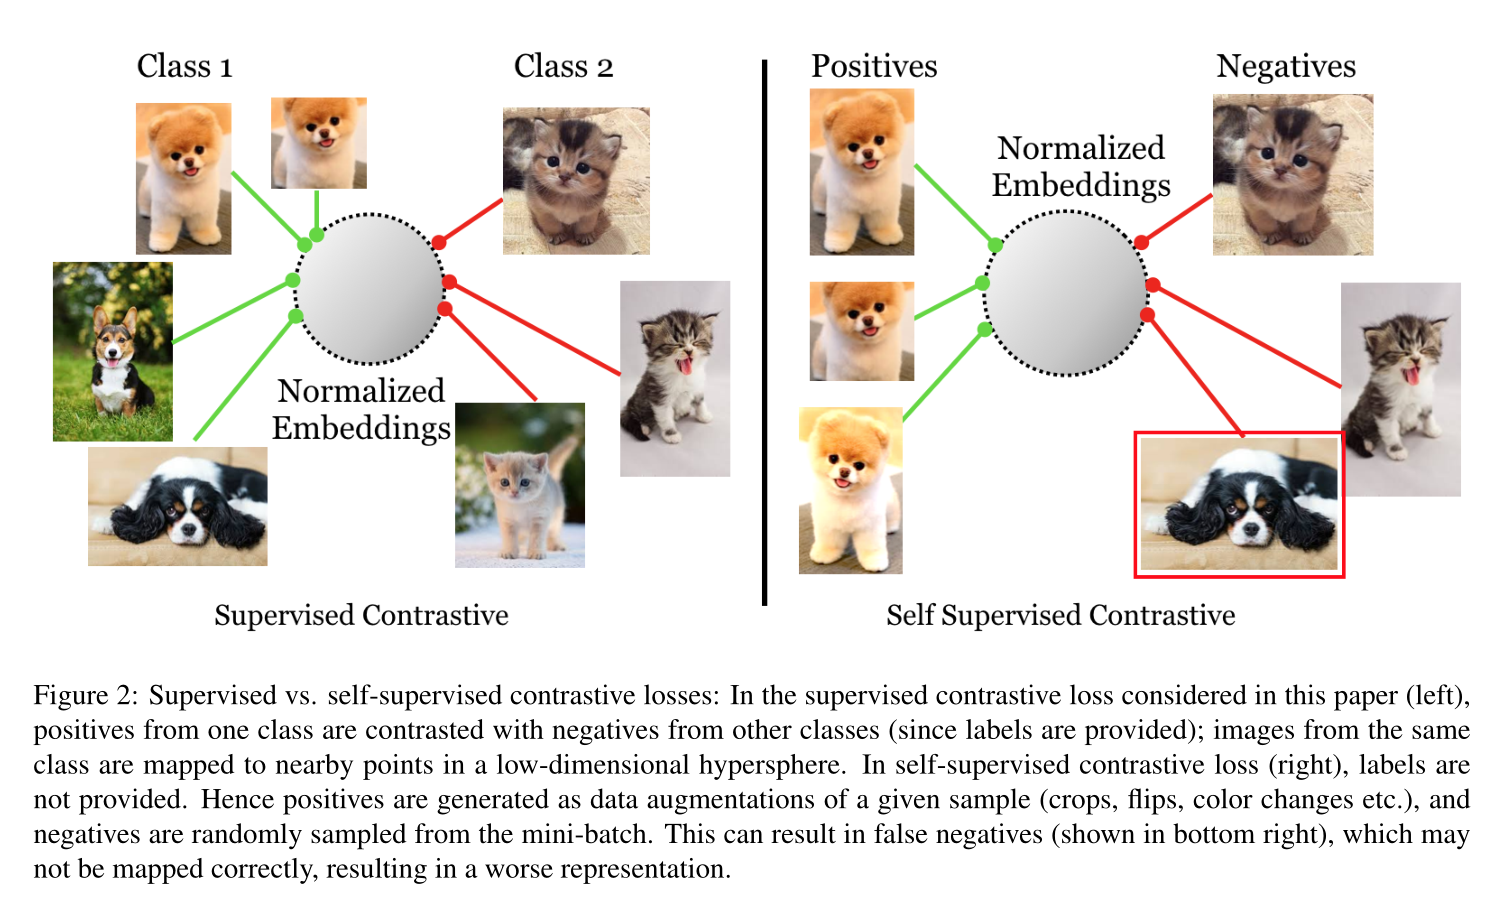 Class 1
Class 2
Normalized
Embeddings
Supervised Contrastive
Positives
Negatives
Normalized
Embeddings
Self Supervised Contrastive
Figure 2: Supervised vs. self-supervised contrastive losses: In the supervised contrastive loss considered in this paper (left),
positives from one class are contrasted with negatives from other classes (since labels are provided); images from the same
class are mapped to nearby points in a low-dimensional hypersphere. In self-supervised contrastive loss (right), labels are
not provided. Hence positives are generated as data augmentations of a given sample (crops, flips, color changes etc.), and
negatives are randomly sampled from the mini-batch. This can result in false negatives (shown in bottom right), which may
not be mapped correctly, resulting in a worse representation.